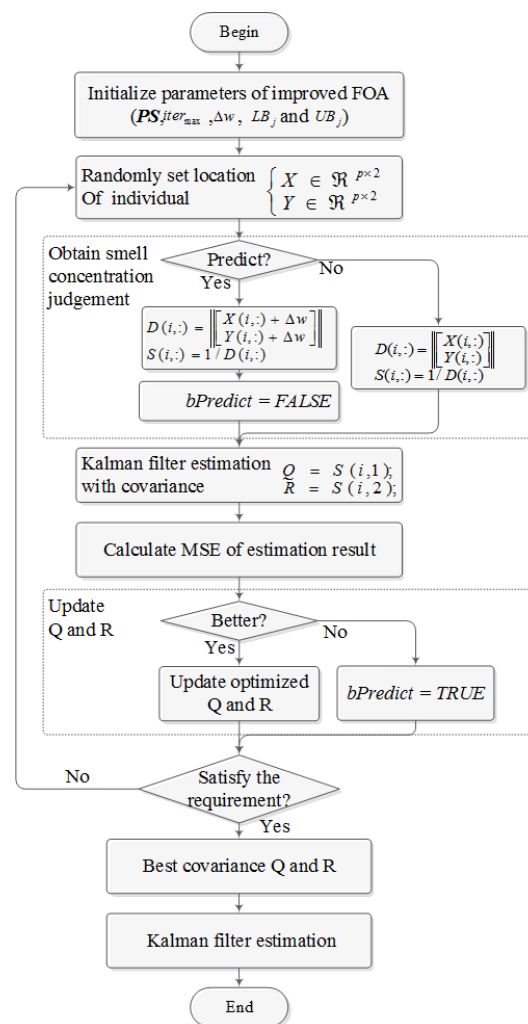 Begin
Initialize parameters of improved FOA
(PS,iter_max ,Δw, LB_j and UB_j)
Randomly set location { X ∈ ℜ ^{p×2}
Of individual { Y ∈ ℜ ^{p×2}
Obtain smell
concentration
judgement
Predict?
Yes
No
D(i,:) = ‖[X(i,:) + Δw
Y(i,:) + Δw]‖
S(i,:) = 1/D(i,:)
D(i,:) = ‖[X(i,:)
Y(i,:)]‖
S(i,:) = 1/D(i,:)
bPredict = FALSE
Kalman filter estimation Q = S(i,1);
with covariance R = S(i,2);
Calculate MSE of estimation result
Update
Q and R
Better?
Yes
No
Update optimized
Q and R
bPredict = TRUE
Satisfy the
requirement?
No
Yes
Best covariance Q and R
Kalman filter estimation
End